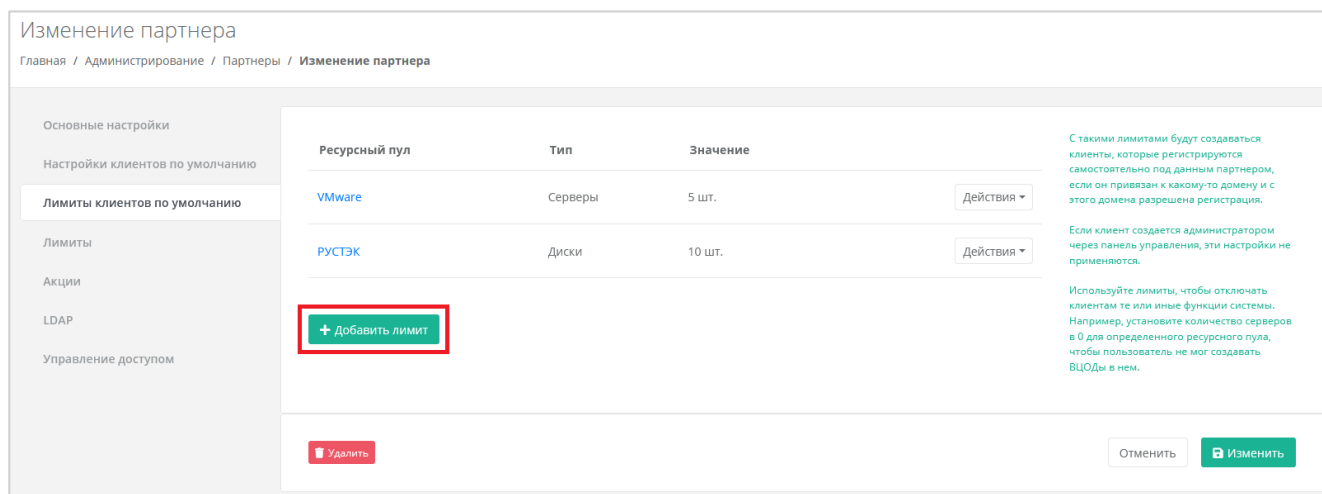 Изменение партнера
Главная / Администрирование / Партнеры / Изменение партнера
Основные настройки
Настройки клиентов по умолчанию
Лимиты клиентов по умолчанию
Лимиты
Акции
LDAP
Управление доступом
Ресурсный пул Тип Значение
VMware Серверы 5 шт. Действия
РУСТЭК Диски 10 шт. Действия
+ Добавить лимит
С такими лимитами будут создаваться
клиенты, которые регистрируются
самостоятельно под данным партнером,
если он привязан к какому-то домену и с
этого домена разрешена регистрация.
Если клиент создается администратором
через панель управления, эти настройки не
применяются.
Используйте лимиты, чтобы отключать
клиентам те или иные функции системы.
Например, установите количество серверов
в 0 для определенного ресурсного пула,
чтобы пользователь не мог создавать
ВЦОДы в нем.
Удалить
Отменить
Изменить